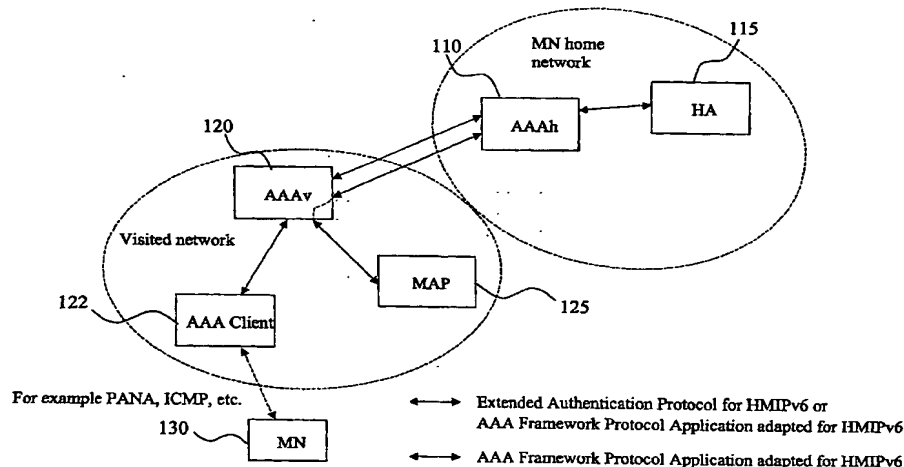 115
110
MN home
network
HA
AAAh
120
AAAv
Visited network
MAP
122
125
AAA Client
For example PANA, ICMP, etc.
130
MN
Extended Authentication Protocol for HMIPv6 or
AAA Framework Protocol Application adapted for HMIPv6
AAA Framework Protocol Application adapted for HMIPv6